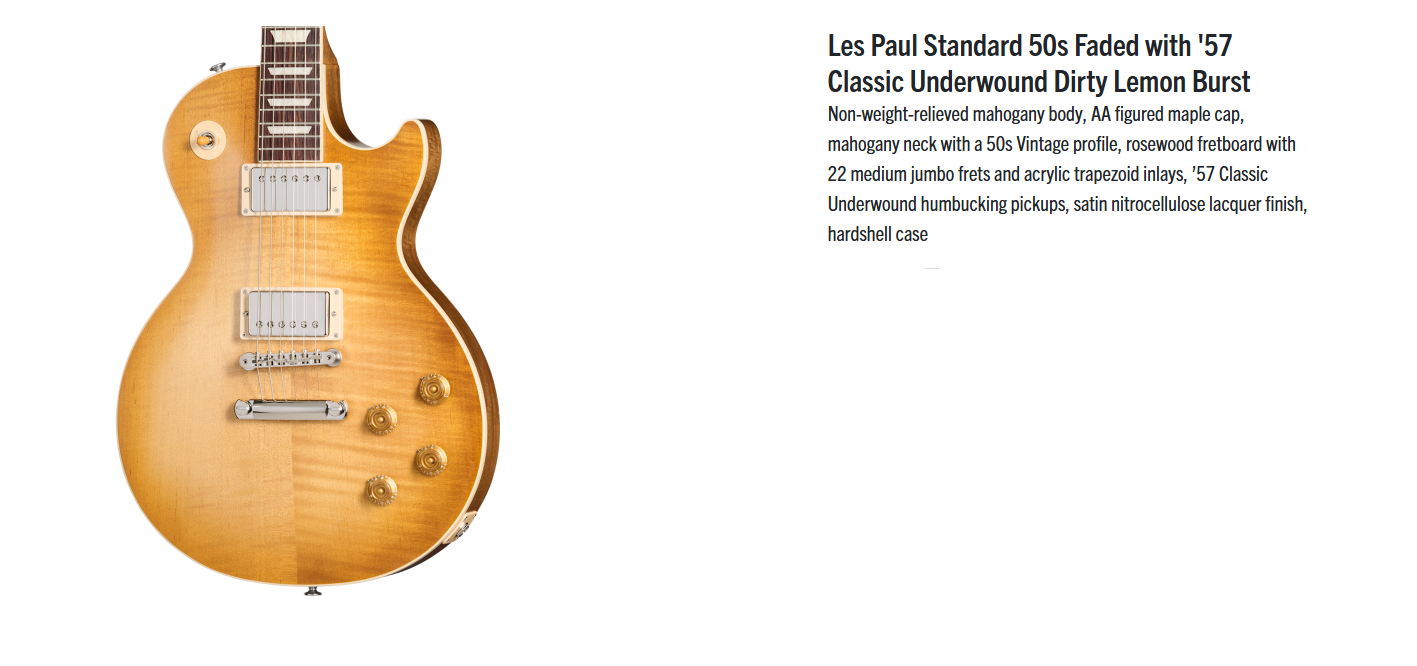 Les Paul Standard 50s Faded with '57
Classic Underwound Dirty Lemon Burst
Non-weight-relieved mahogany body, AA figured maple cap,
mahogany neck with a 50s Vintage profile, rosewood fretboard with
22 medium jumbo frets and acrylic trapezoid inlays, ’57 Classic
Underwound humbucking pickups, satin nitrocellulose lacquer finish,
hardshell case